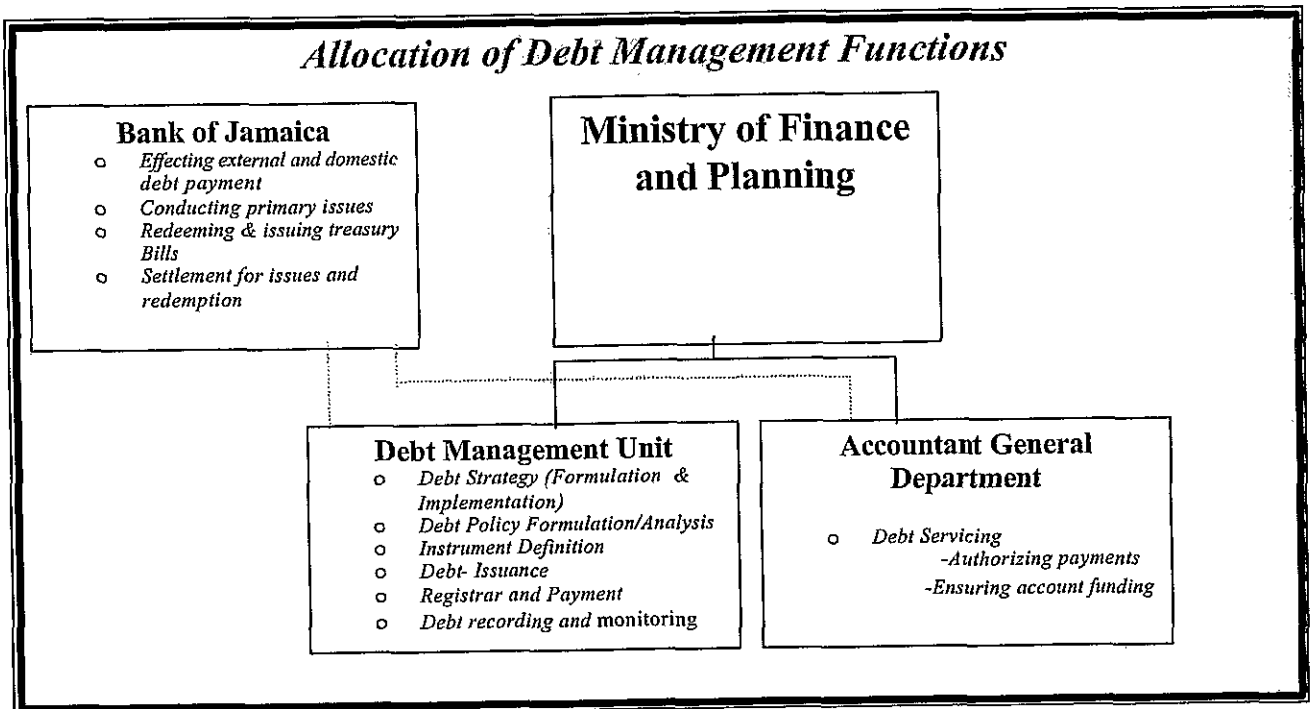 Allocation of Debt Management Functions
Bank of Jamaica
o Effecting external and domestic
debt payment
o Conducting primary issues
o Redeeming & issuing treasury
Bills
o Settlement for issues and
redemption
Ministry of Finance
and Planning
Debt Management Unit
o Debt Strategy (Formulation &
Implementation)
o Debt Policy Formulation/Analysis
o Instrument Definition
o Debt- Issuance
o Registrar and Payment
o Debt recording and monitoring
Accountant General
Department
o Debt Servicing
-Authorizing payments
-Ensuring account funding